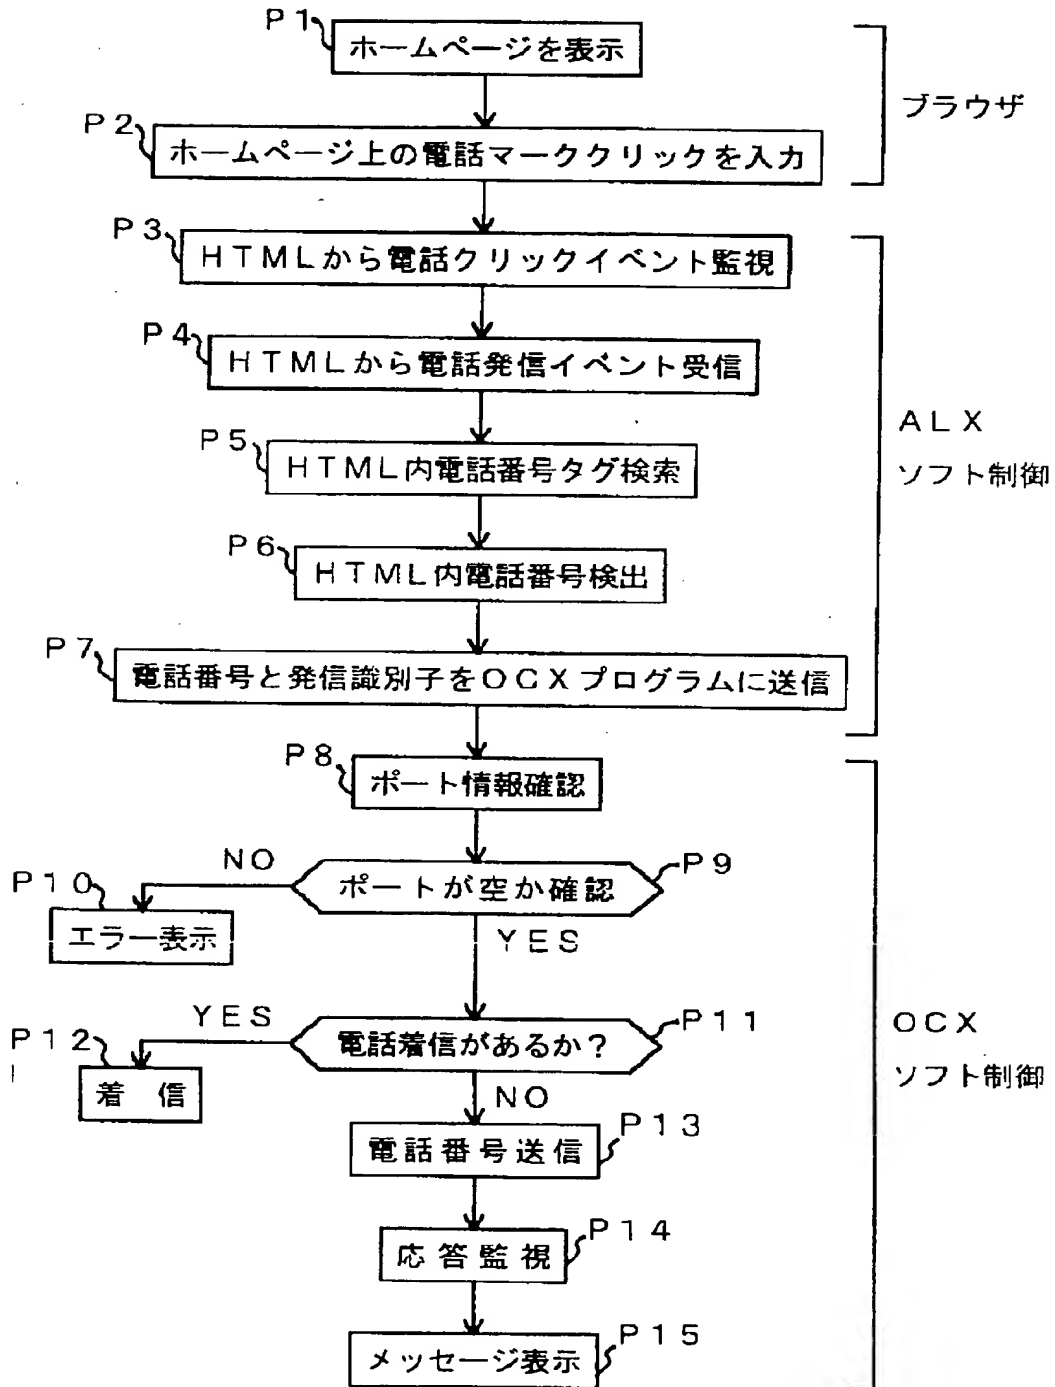 P1
ホームページを表示
P2
ホームページ上の電話マーククリックを入力
ブラウザ
P3
HTMLから電話クリックイベント監視
P4
HTMLから電話発信イベント受信
P5
HTML内電話番号タグ検索
P6
HTML内電話番号検出
P7
電話番号と発信識別子をOCXプログラムに送信
ALX
ソフト制御
P8
ポート情報確認
P9
ポートが空か確認
NO
P10
エラー表示
YES
P11
電話着信があるか?
YES
P12
着 信
NO
P13
電話番号送信
P14
応答監視
P15
メッセージ表示
OCX
ソフト制御